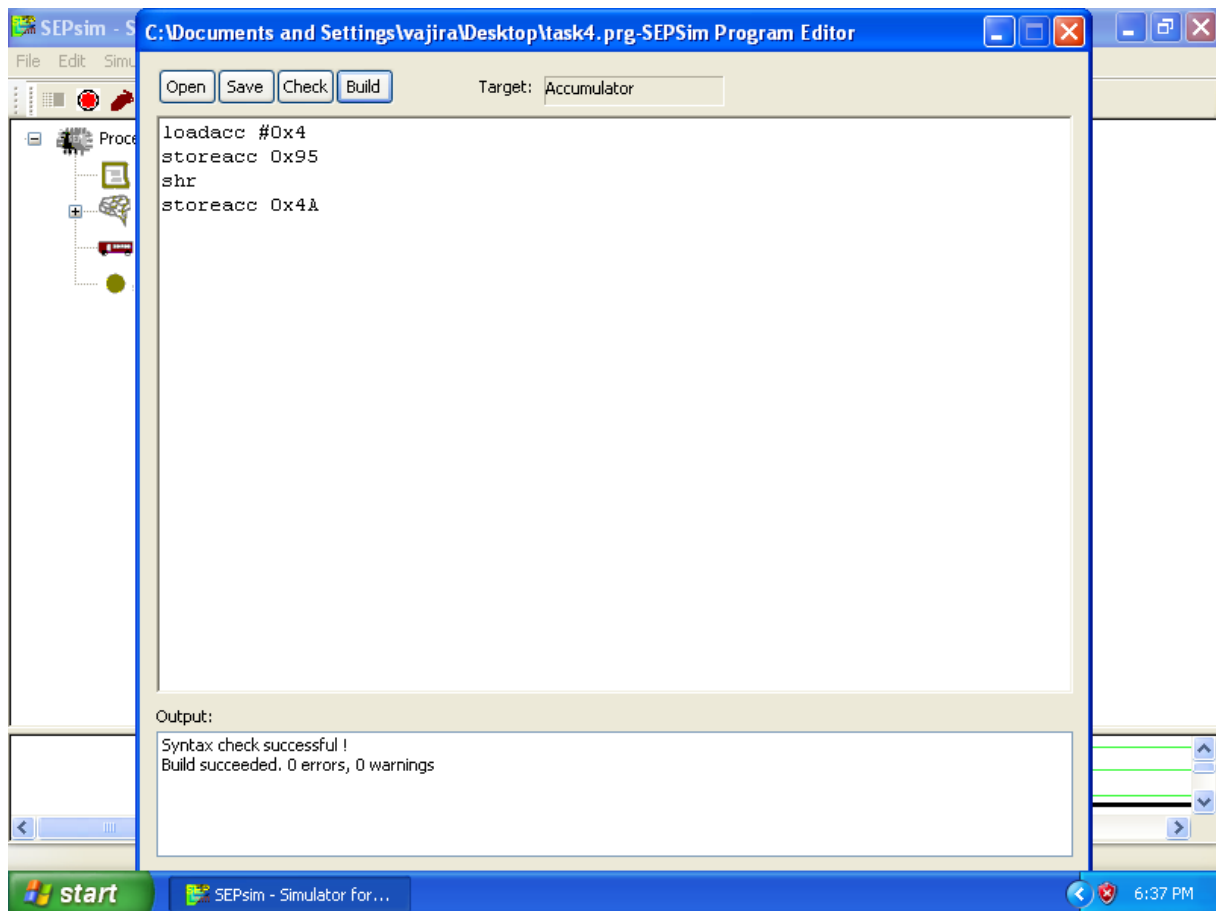 SEPsim - S
C:\Documents and Settings\vajira\Desktop\task4.prg-SEPSim Program Editor
File Edit Simu
Open Save Check Build Target: Accumulator
Proce
loadacc #0x4
storeacc 0x95
shr
storeacc 0x4A
Output:
Syntax check successful !
Build succeeded. 0 errors, 0 warnings
start SEPsim - Simulator for... 6:37 PM